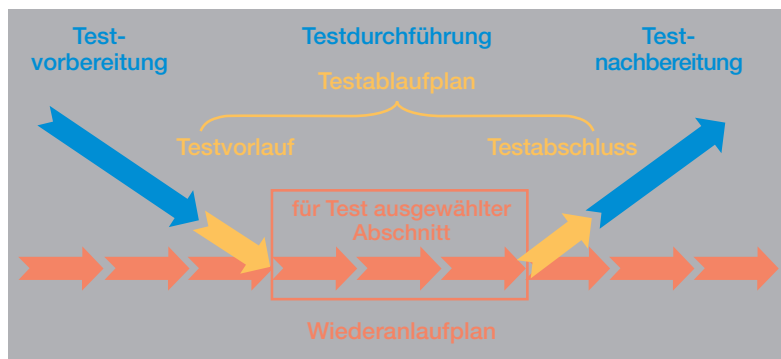 Test-
vorbereitung
Testdurchführung
Test-
nachbereitung
Testablaufplan
Testvorlauf
Testabschluss
für Test ausgewählter
Abschnitt
Wiederanlaufplan